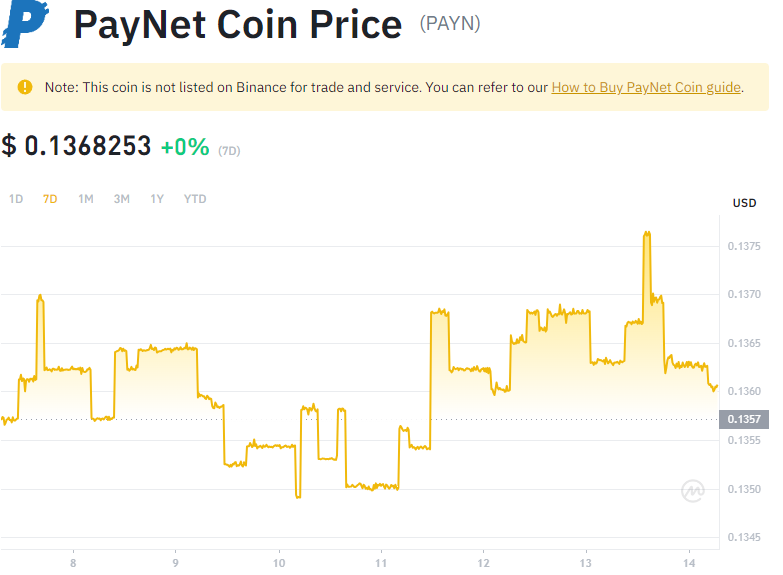 PayNet Coin Price (PAYN)
Note: This coin is not listed on Binance for trade and service. You can refer to our How to Buy PayNet Coin guide.
$ 0.1368253 +0% (7D)
1D 7D 1M 3M 1Y YTD
USD
0.1375
0.1370
0.1365
0.1360
0.1357
0.1355
0.1350
0.1345
8 9 10 11 12 13 14